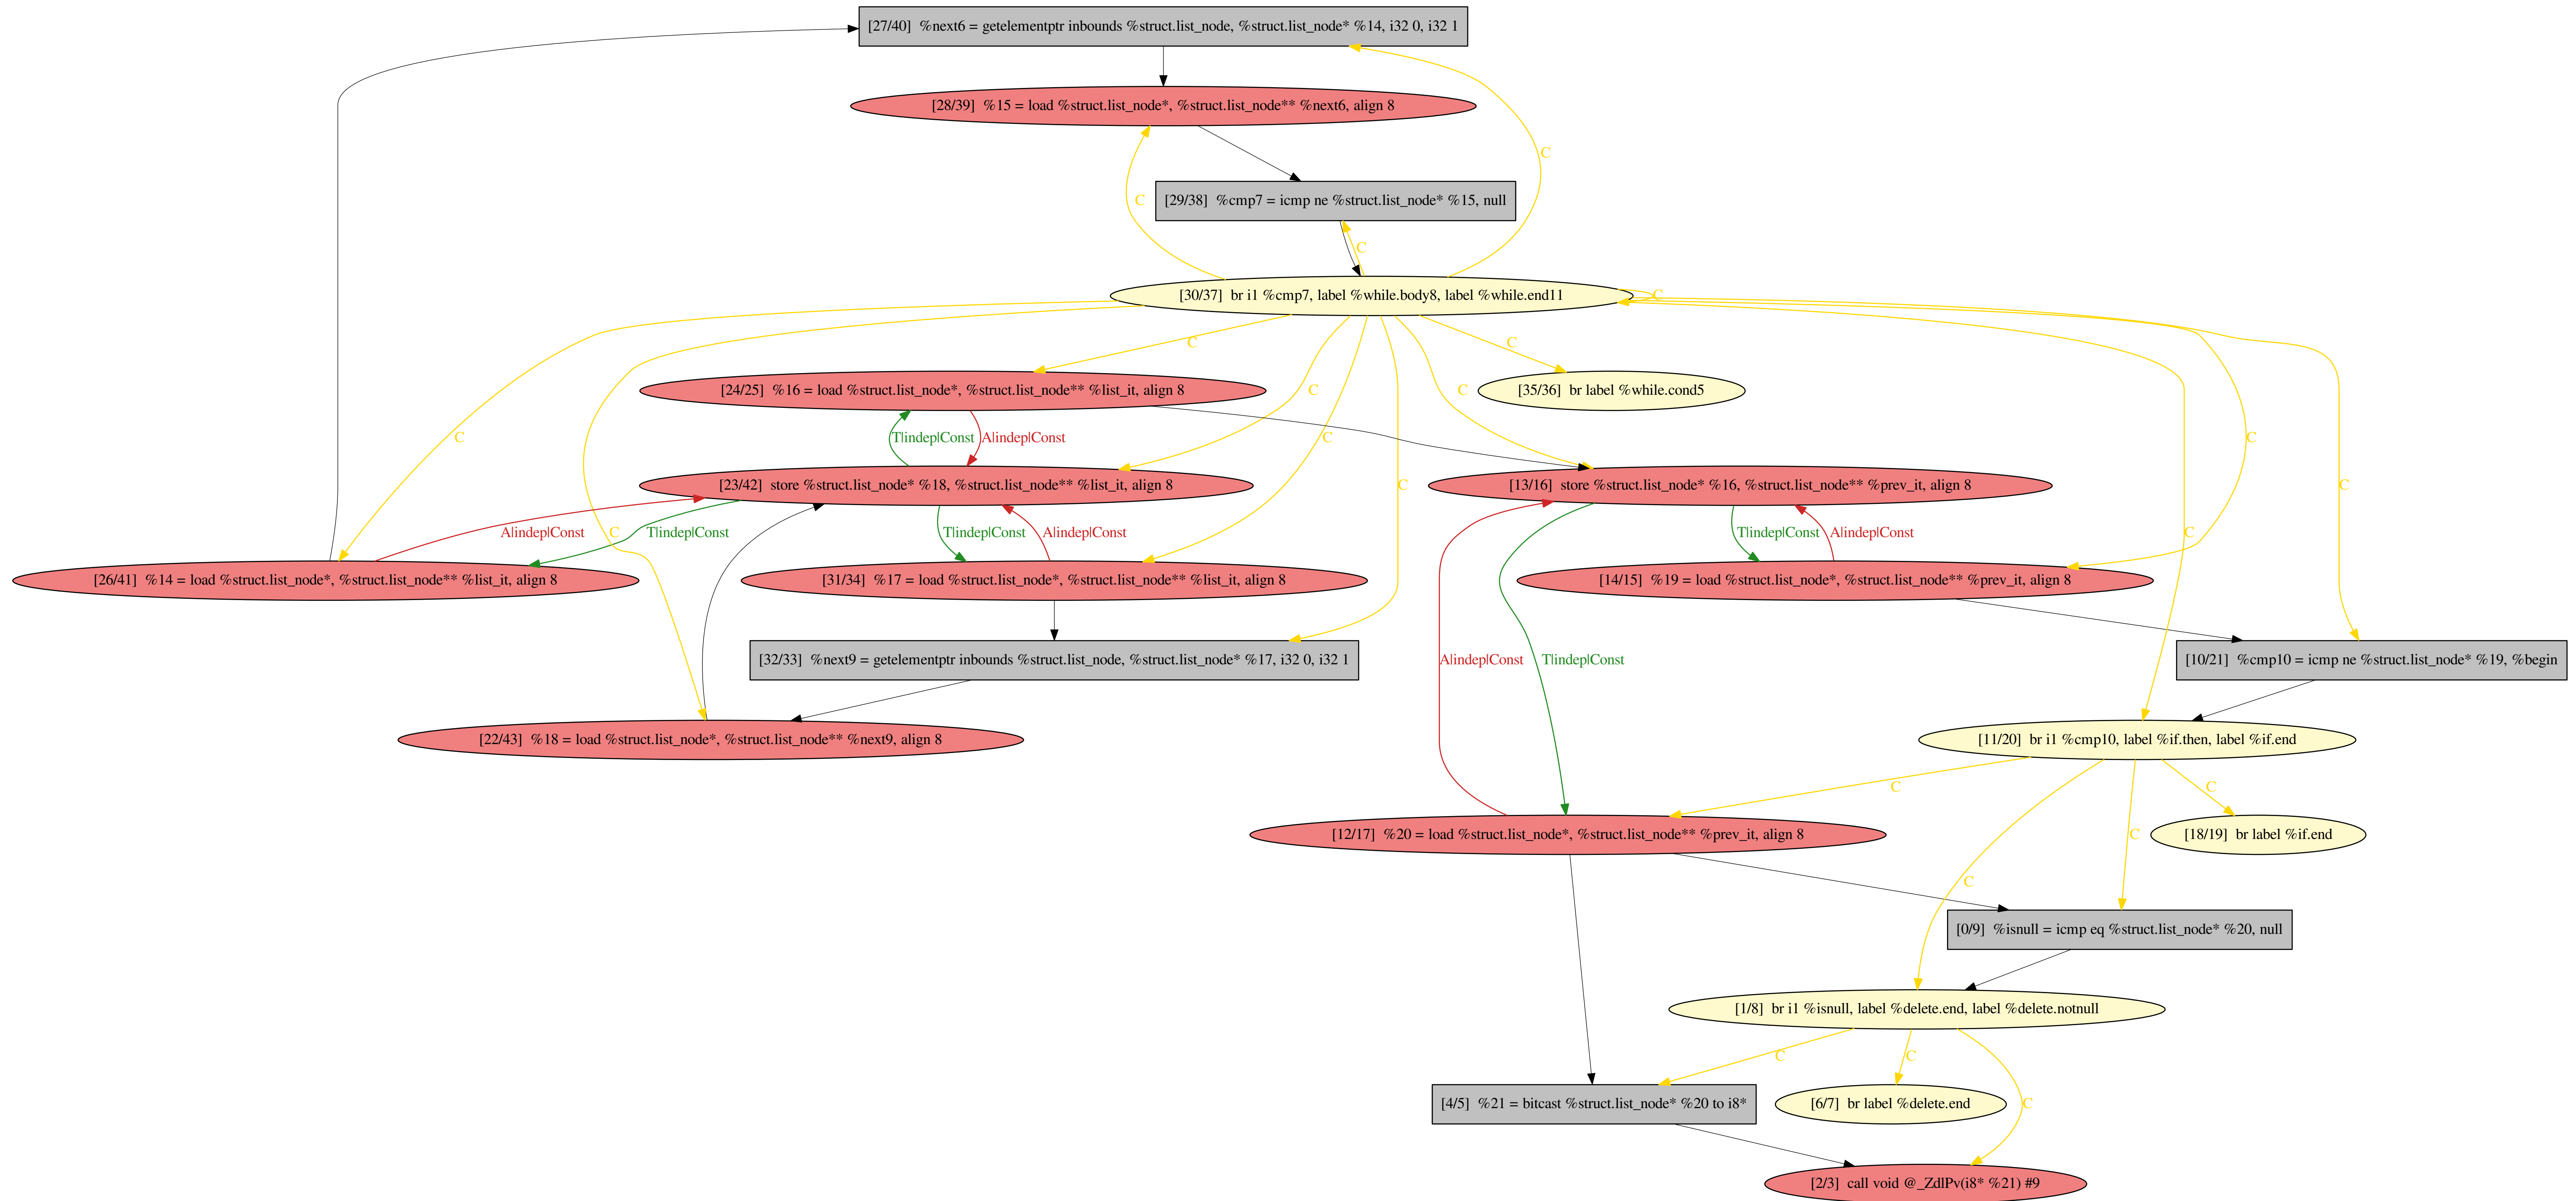 [27/40]  %next6 = getelementptr inbounds %struct.list_node, %struct.list_node* %14, i32 0, i32 1
[28/39]  %15 = load %struct.list_node*, %struct.list_node** %next6, align 8
C
[29/38]  %cmp7 = icmp ne %struct.list_node* %15, null
C
C
[30/37]  br i1 %cmp7, label %while.body8, label %while.end11
C
C
C
[24/25]  %16 = load %struct.list_node*, %struct.list_node** %list_it, align 8
C
C
[35/36]  br label %while.cond5
C
T|indep|Const
A|indep|Const
C
C
[23/42]  store %struct.list_node* %18, %struct.list_node** %list_it, align 8
C
[13/16]  store %struct.list_node* %16, %struct.list_node** %prev_it, align 8
C
A|indep|Const
C
T|indep|Const
T|indep|Const
A|indep|Const
T|indep|Const
A|indep|Const
C
[26/41]  %14 = load %struct.list_node*, %struct.list_node** %list_it, align 8
[31/34]  %17 = load %struct.list_node*, %struct.list_node** %list_it, align 8
[14/15]  %19 = load %struct.list_node*, %struct.list_node** %prev_it, align 8
[32/33]  %next9 = getelementptr inbounds %struct.list_node, %struct.list_node* %17, i32 0, i32 1
A|indep|Const
T|indep|Const
[10/21]  %cmp10 = icmp ne %struct.list_node* %19, %begin
[22/43]  %18 = load %struct.list_node*, %struct.list_node** %next9, align 8
[11/20]  br i1 %cmp10, label %if.then, label %if.end
C
C
[12/17]  %20 = load %struct.list_node*, %struct.list_node** %prev_it, align 8
C
[18/19]  br label %if.end
C
[0/9]  %isnull = icmp eq %struct.list_node* %20, null
[1/8]  br i1 %isnull, label %delete.end, label %delete.notnull
C
C
[4/5]  %21 = bitcast %struct.list_node* %20 to i8*
[6/7]  br label %delete.end
C
[2/3]  call void @_ZdlPv(i8* %21) #9